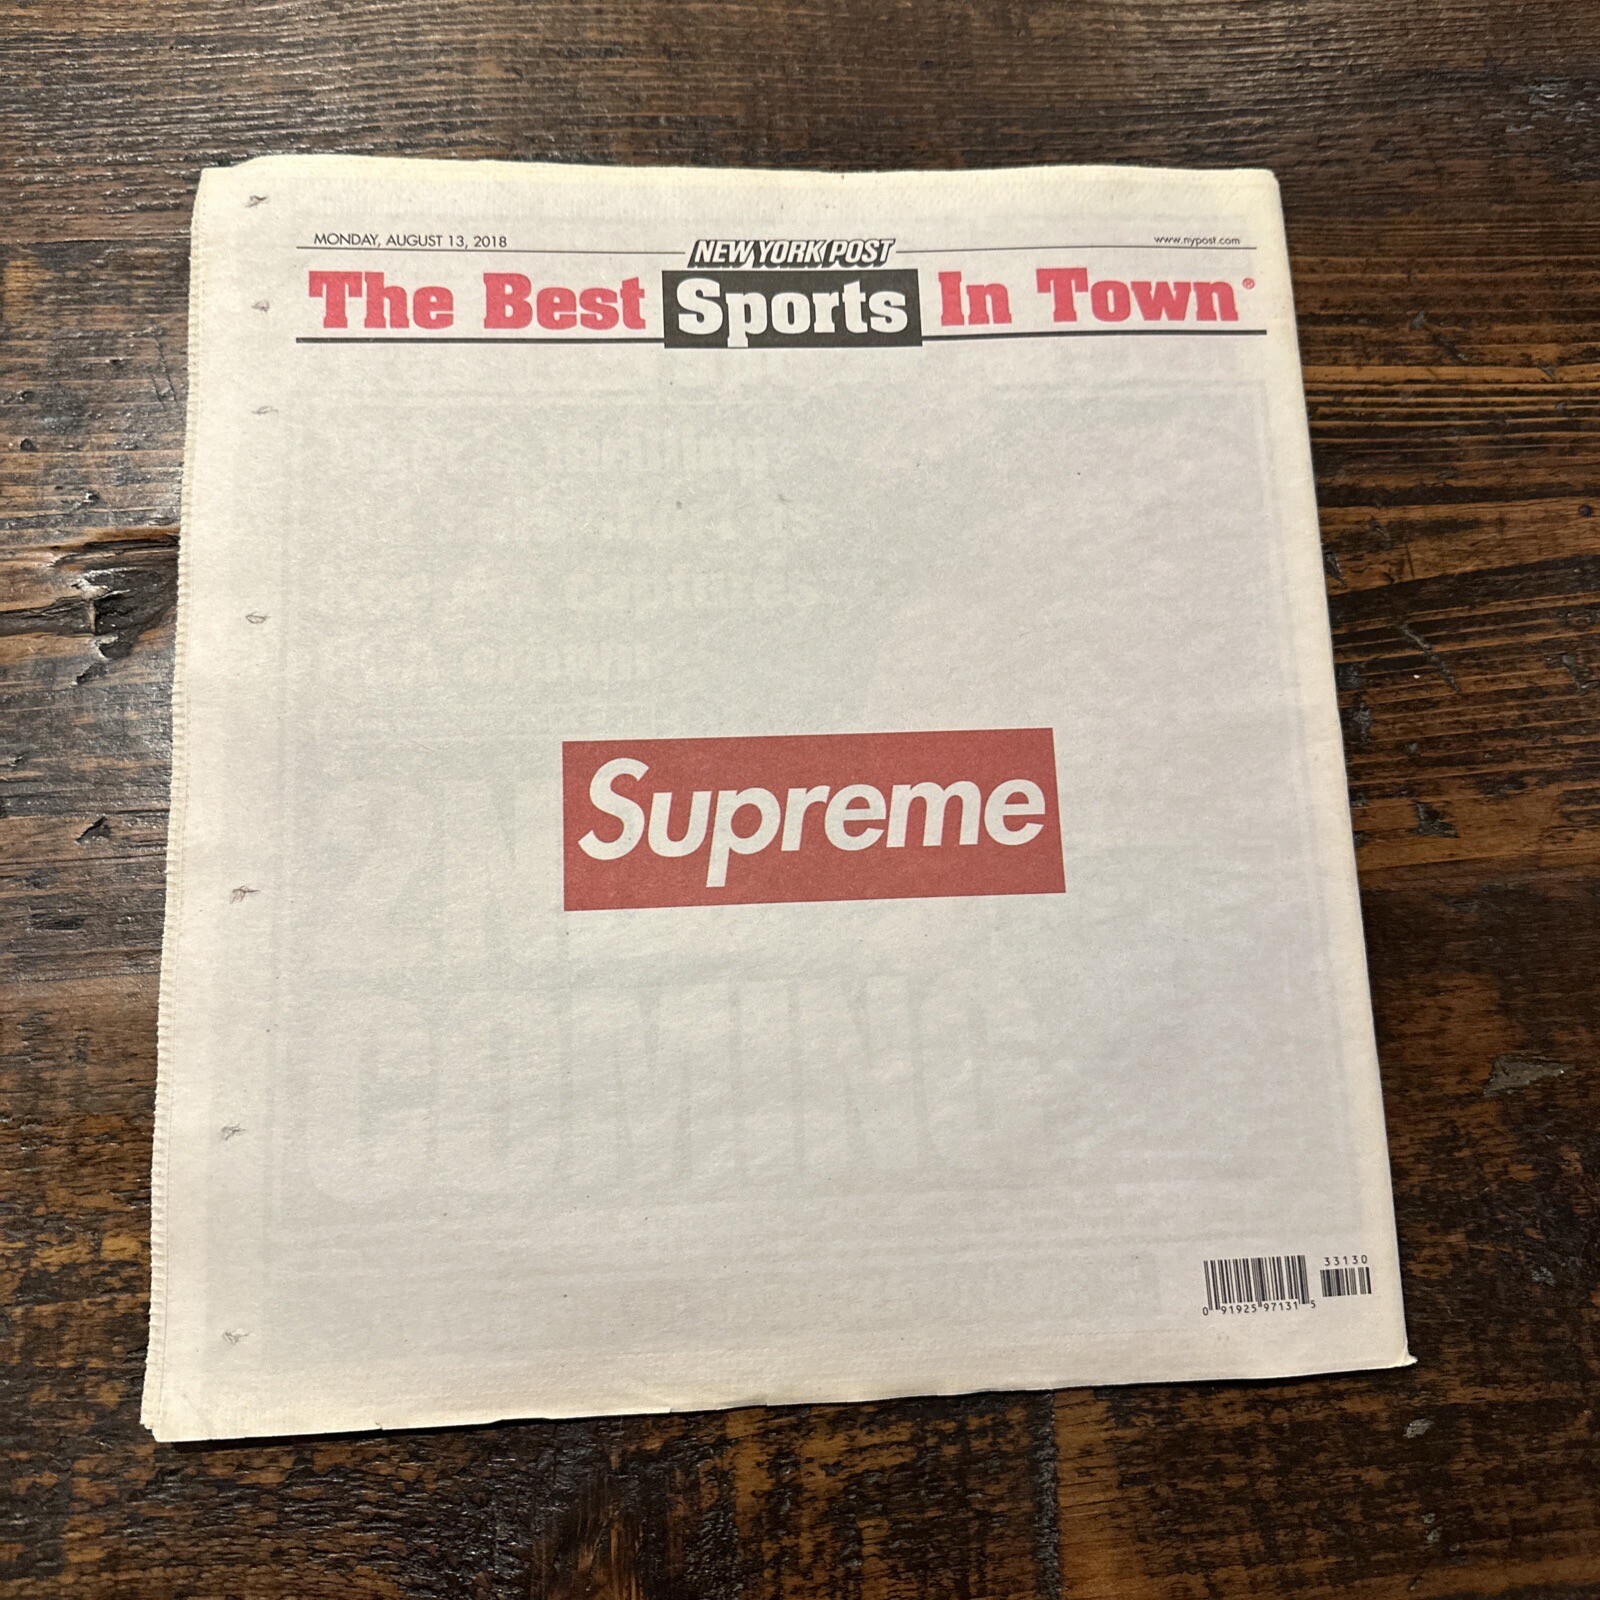 MONDAY, AUGUST 13, 2018
NEW YORK POST
www.nypost.com
The Best Sports In Town®
Supreme
33130
0 91925 97131 5